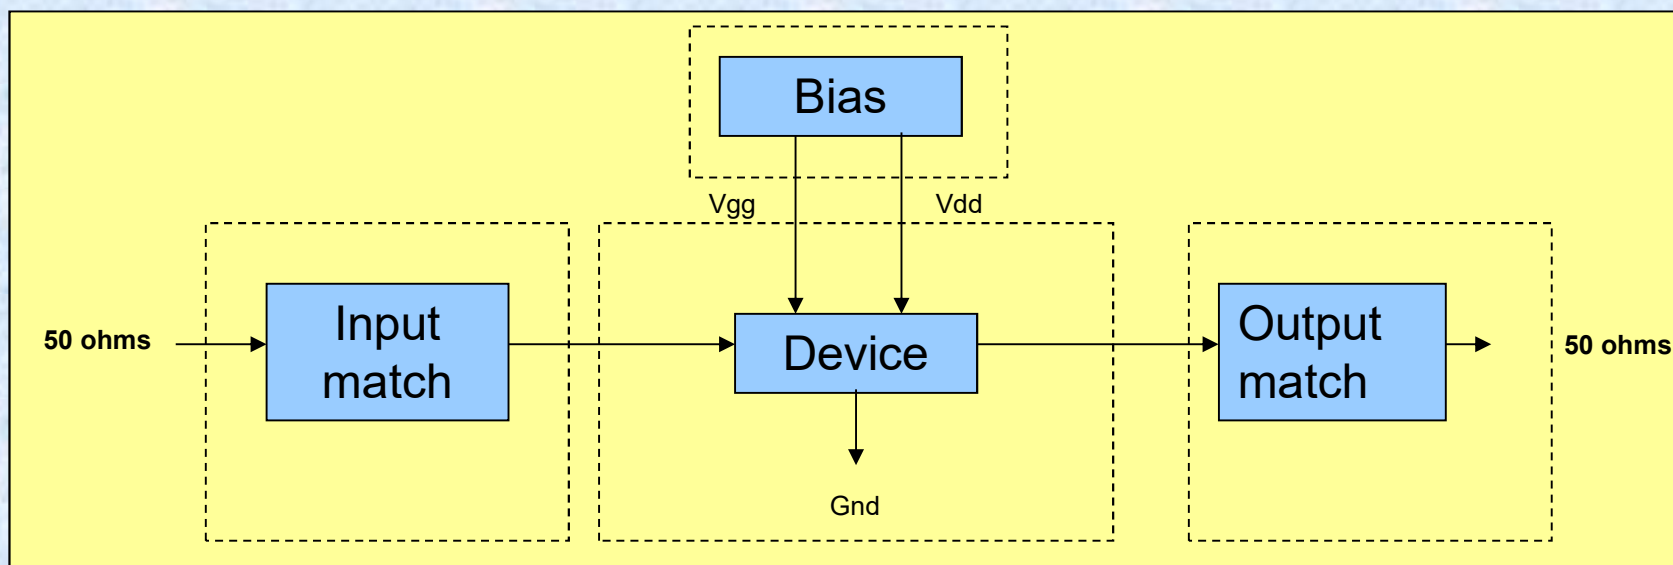 Bias
Vgg
Vdd
50 ohms
Input
match
Device
Output
match
50 ohms
Gnd